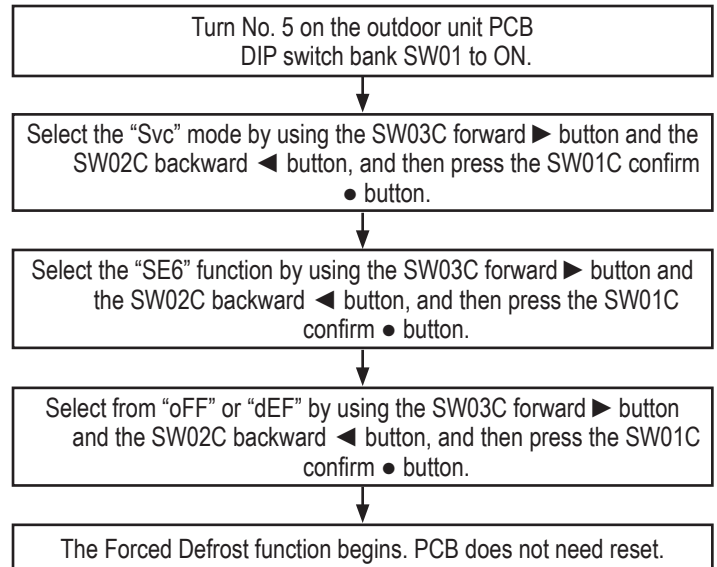 Turn No. 5 on the outdoor unit PCB
DIP switch bank SW01 to ON.
Select the “Svc” mode by using the SW03C forward ► button and the
SW02C backward ◄ button, and then press the SW01C confirm
● button.
Select the “SE6” function by using the SW03C forward ► button and
the SW02C backward ◄ button, and then press the SW01C
confirm ● button.
Select from “oFF” or “dEF” by using the SW03C forward ► button
and the SW02C backward ◄ button, and then press the SW01C
confirm ● button.
The Forced Defrost function begins. PCB does not need reset.